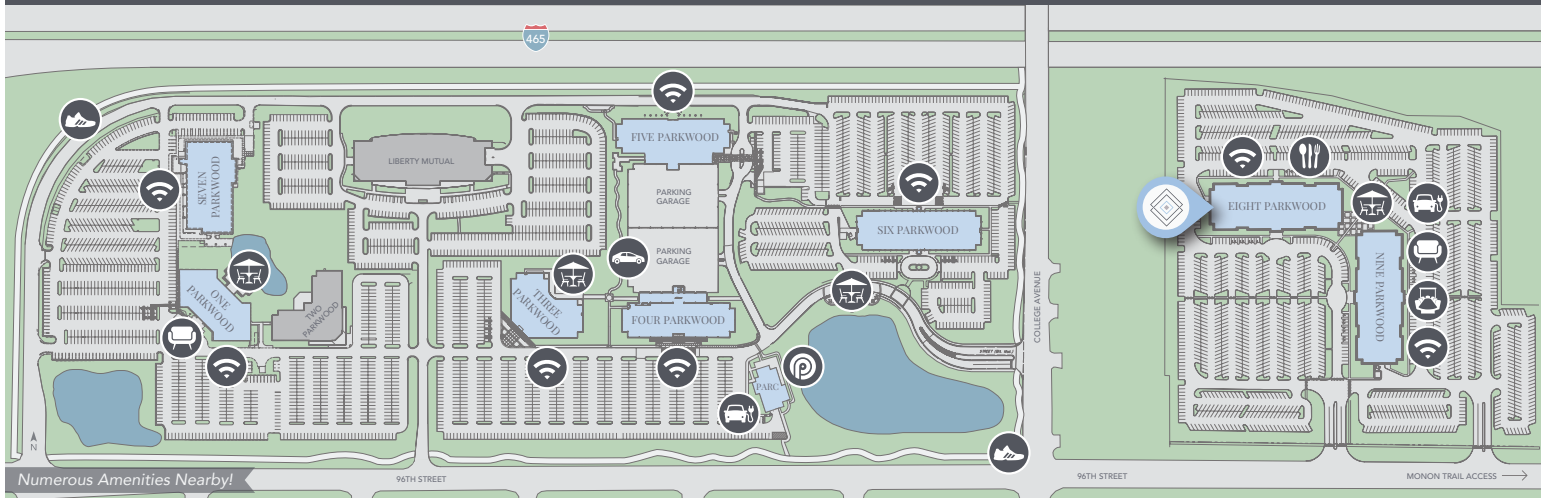 465
FIVE PARKWOOD
LIBERTY MUTUAL
SEVEN
PARKWOOD
PARKING
GARAGE
EIGHT PARKWOOD
SIX PARKWOOD
PARKING
GARAGE
NINE PARKWOOD
ONE
PARKWOOD
TWO
PARKWOOD
THREE
PARKWOOD
FOUR PARKWOOD
COLLEGE AVENUE
PARC
N
Numerous Amenities Nearby!
96TH STREET
96TH STREET
MONON TRAIL ACCESS